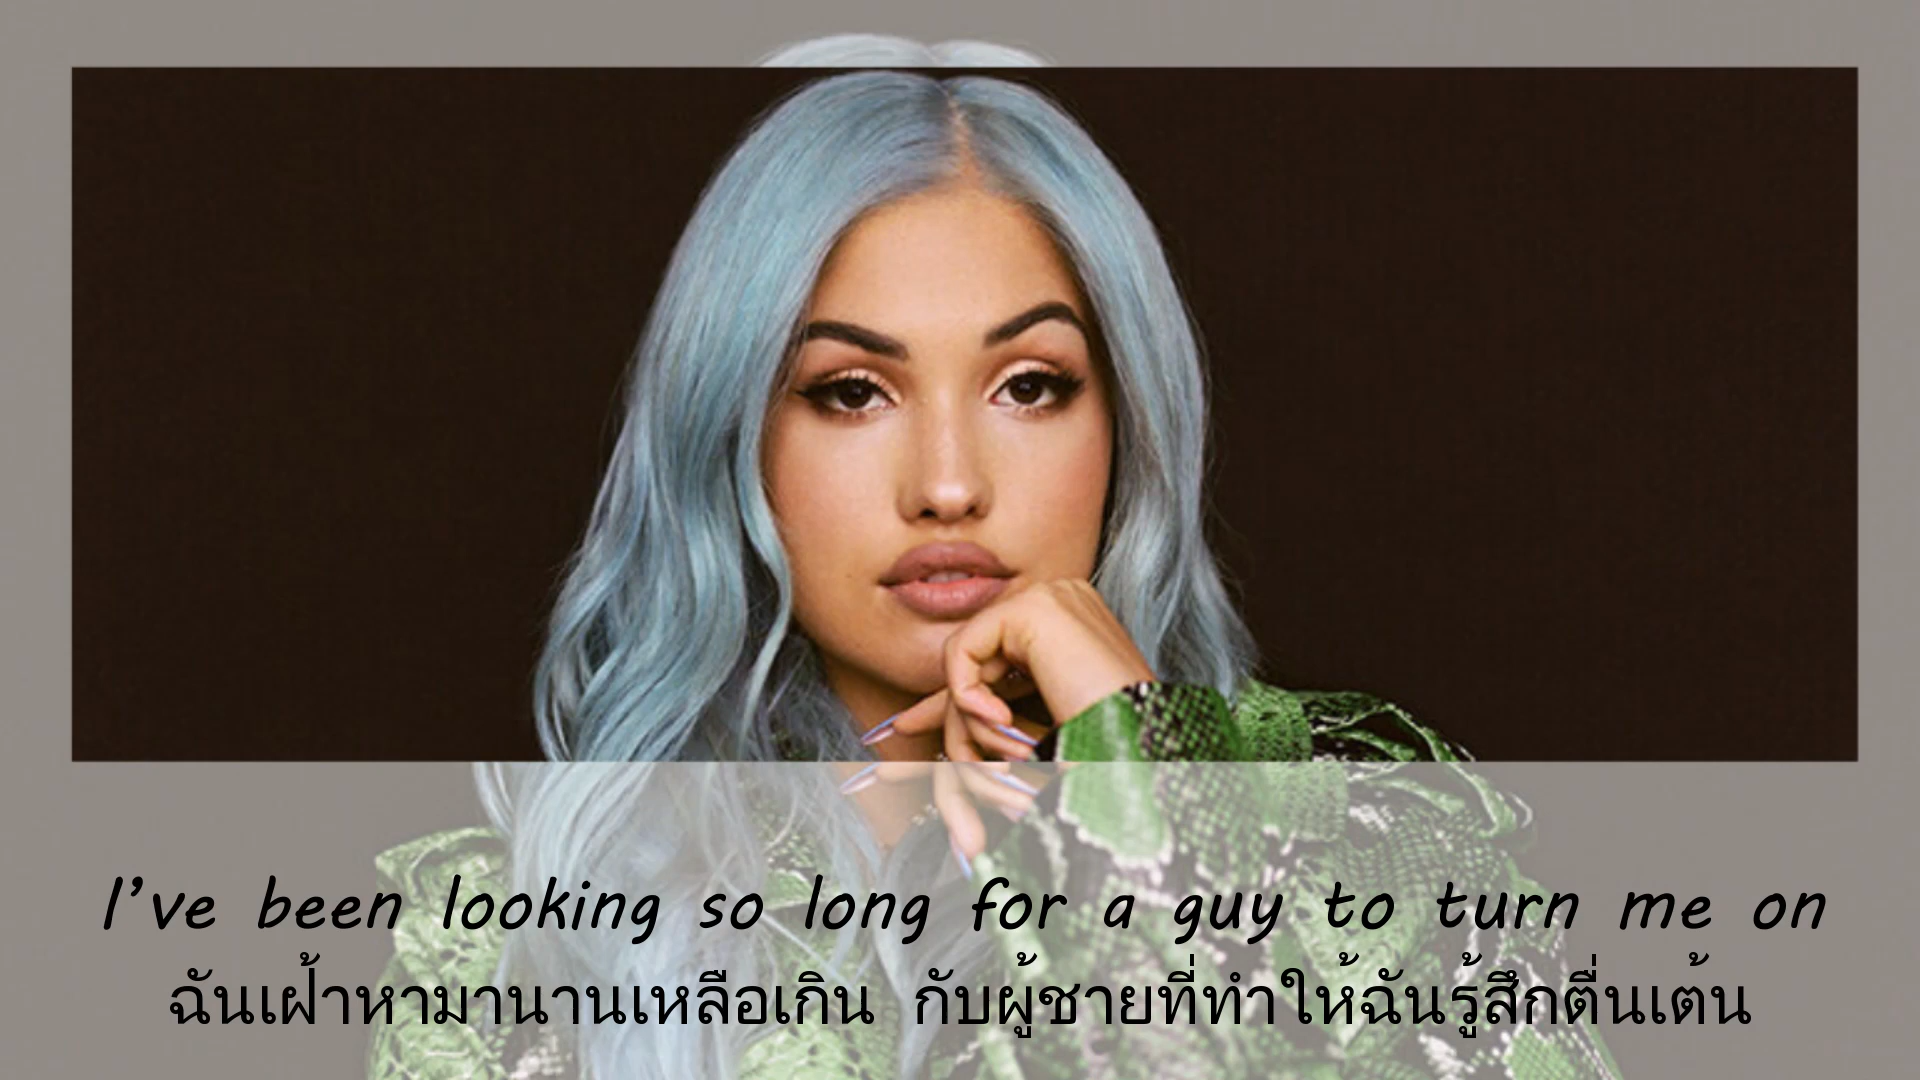 I've been looking so long for a guy to turn me on
ฉันเฝ้าหามานานเหลือเกิน กับผู้ชายที่ทำให้ฉันรู้สึกตื่นเต้น